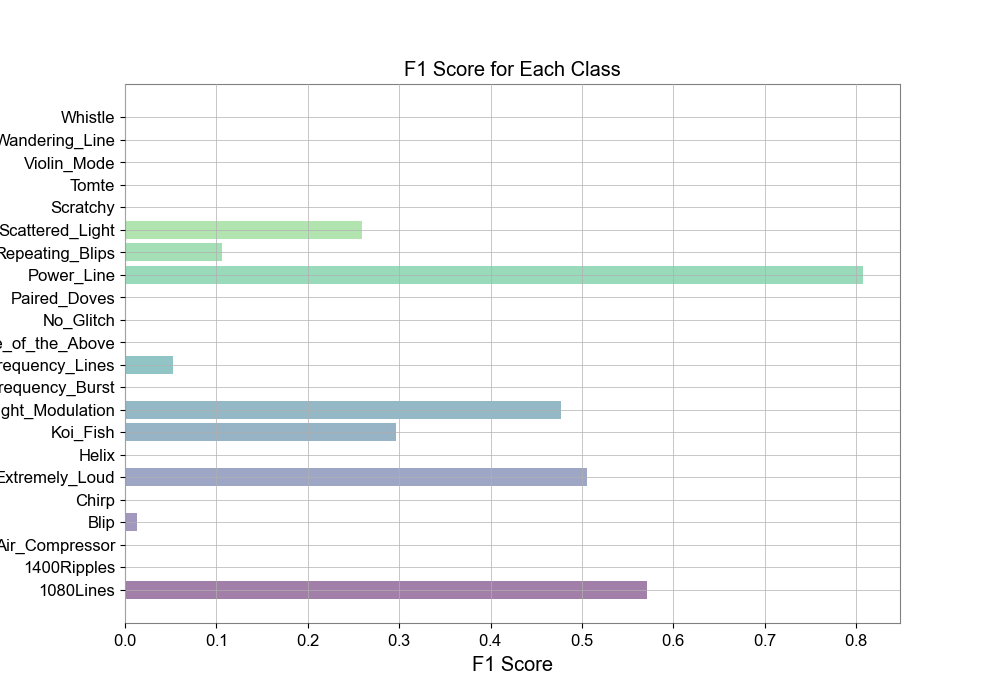 F1 Score for Each Class
Whistle
Wandering_Line
Violin_Mode
Tomte
Scratchy
Scattered_Light
Repeating_Blips
Power_Line
Paired_Doves
No_Glitch
e_of_the_Above
requency_Lines
requency_Burst
ght_Modulation
Koi_Fish
Helix
Extremely_Loud
Chirp
Blip
Air_Compressor
1400Ripples
1080Lines
0.0 0.1 0.2 0.3 0.4 0.5 0.6 0.7 0.8
F1 Score